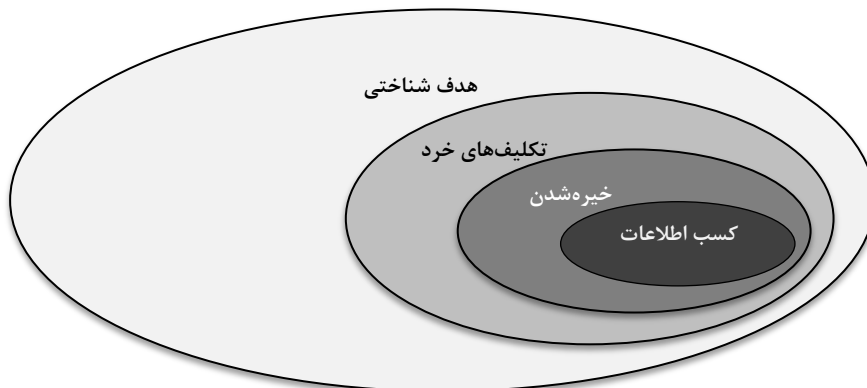 هدف شناختی
تکلیف‌های خرد
خیره‌شدن
کسب اطلاعات